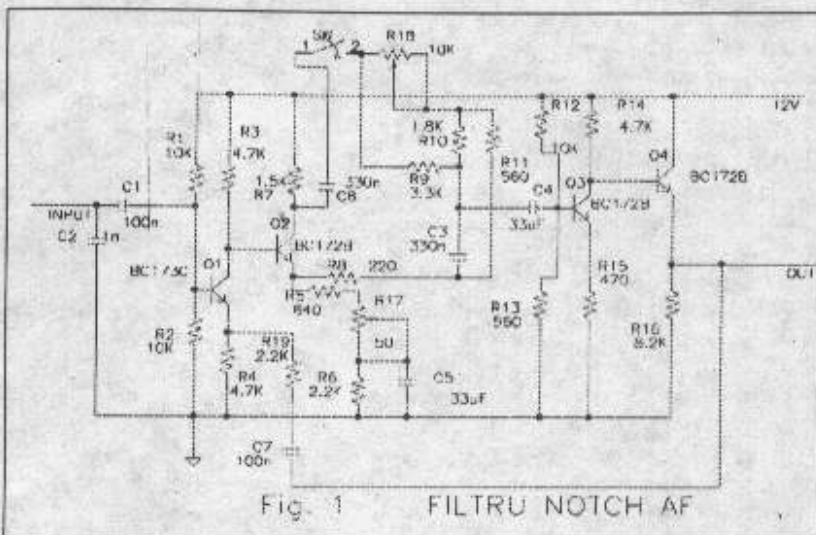 SW
1 2
R18
10K
12V
R1
10K
R3
4.7K
1.5K
R7
C6
330n
1.8K
R10
R9
3.3K
R11
560
R12
10K
R14
4.7K
Q4
BC172B
C1
100n
INPUT
C2
1n
Q2
BC172B
C4
33uF
Q3
BC172B
C3
330n
BC173C
Q1
R8
220
R5
R17
50
R13
560
R15
470
OUT
R16
8.2K
R2
10K
R19
2.2K
R4
4.7K
R6
2.2K
C5
33uF
C7
100n
Fig. 1 FILTRU NOTCH AF